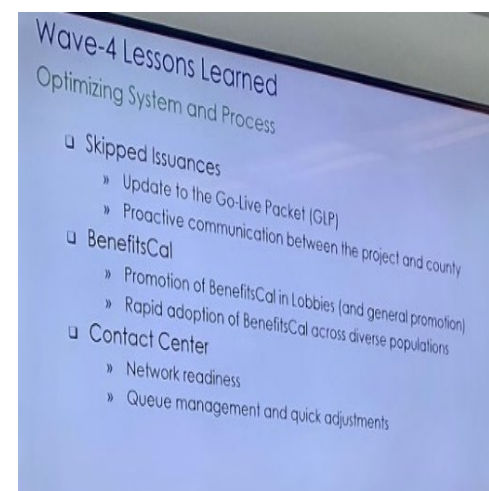 Wave-4 Lessons Learned
Optimizing System and Process
❑ Skipped Issuances
» Update to the Go-Live Packet (GLP)
» Proactive communication between the project and county
❑ BenefitsCal
» Promotion of BenefitsCal in Lobbies (and general promotion)
» Rapid adoption of BenefitsCal across diverse populations
❑ Contact Center
» Network readiness
» Queue management and quick adjustments